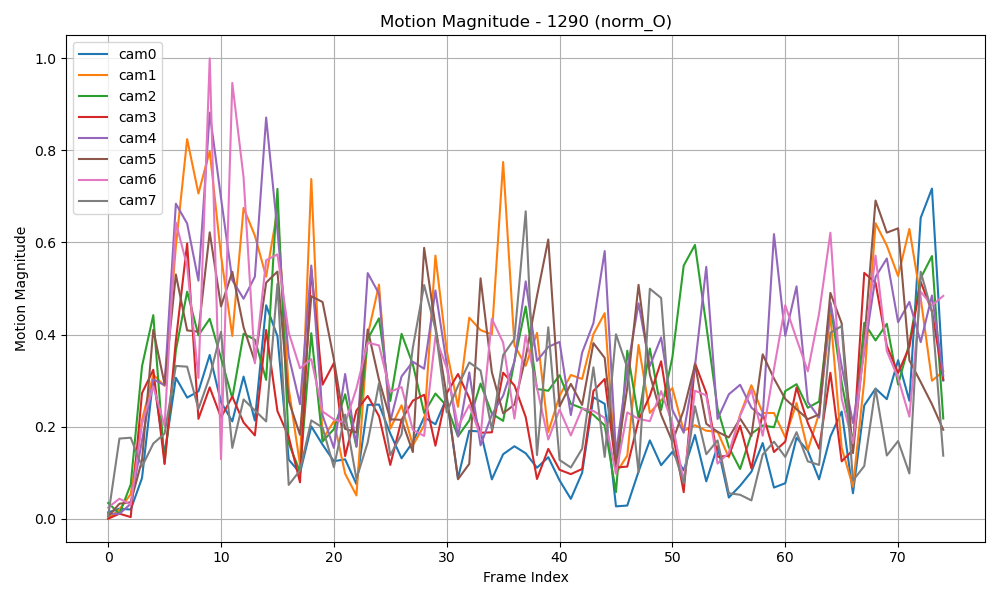 Motion Magnitude - 1290 (norm_O)
cam0
cam1
cam2
cam3
cam4
cam5
cam6
cam7
Motion Magnitude
1.0
0.8
0.6
0.4
0.2
0.0
0 10 20 30 40 50 60 70
Frame Index